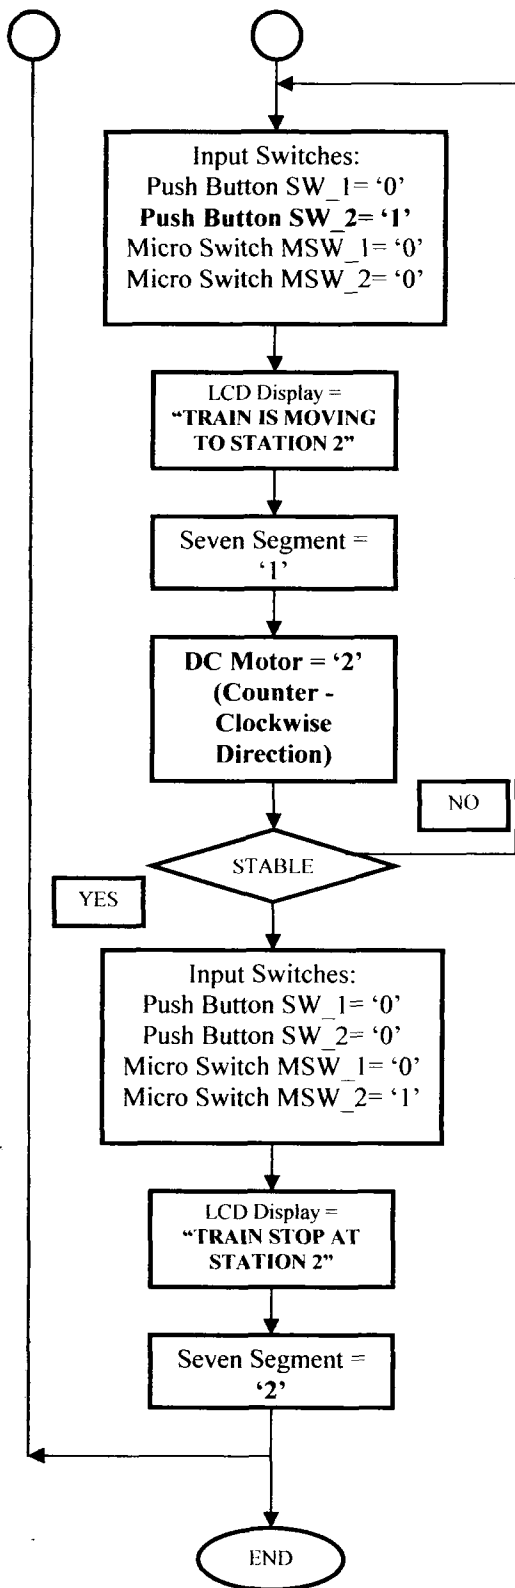 Input Switches:
Push Button SW_1= ‘0’
Push Button SW_2= ‘1’
Micro Switch MSW_1= ‘0’
Micro Switch MSW_2= ‘0’
LCD Display =
“TRAIN IS MOVING
TO STATION 2”
Seven Segment =
‘1’
DC Motor = ‘2’
(Counter -
Clockwise
Direction)
NO
STABLE
YES
Input Switches:
Push Button SW_1= ‘0’
Push Button SW_2= ‘0’
Micro Switch MSW_1= ‘0’
Micro Switch MSW_2= ‘1’
LCD Display =
“TRAIN STOP AT
STATION 2”
Seven Segment =
‘2’
END